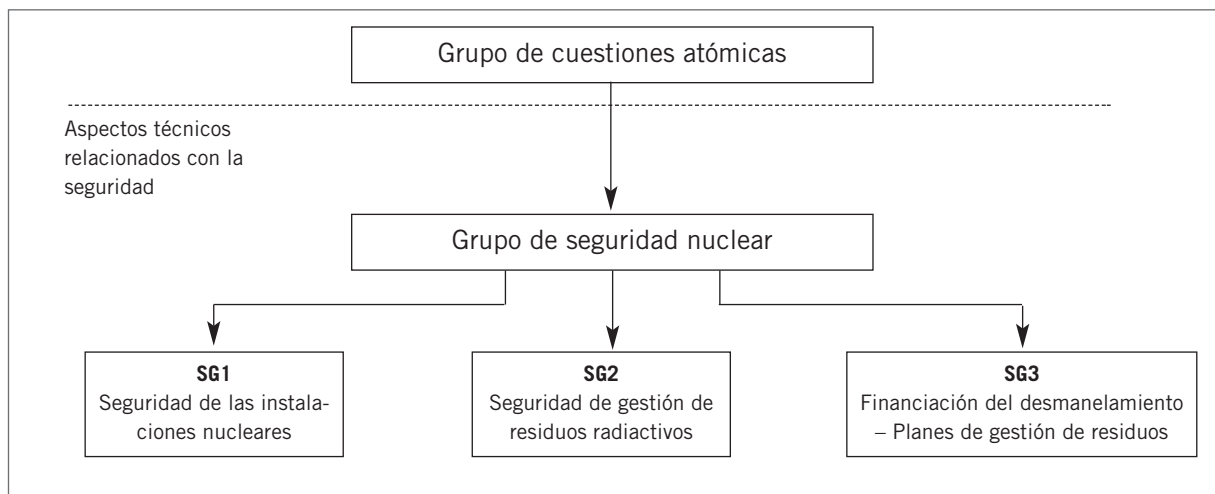 Grupo de cuestiones atómicas
Aspectos técnicos
relacionados con la
seguridad
Grupo de seguridad nuclear
SG1
Seguridad de las instala-
ciones nucleares
SG2
Seguridad de gestión de
residuos radiactivos
SG3
Financiación del desmanelamiento
– Planes de gestión de residuos